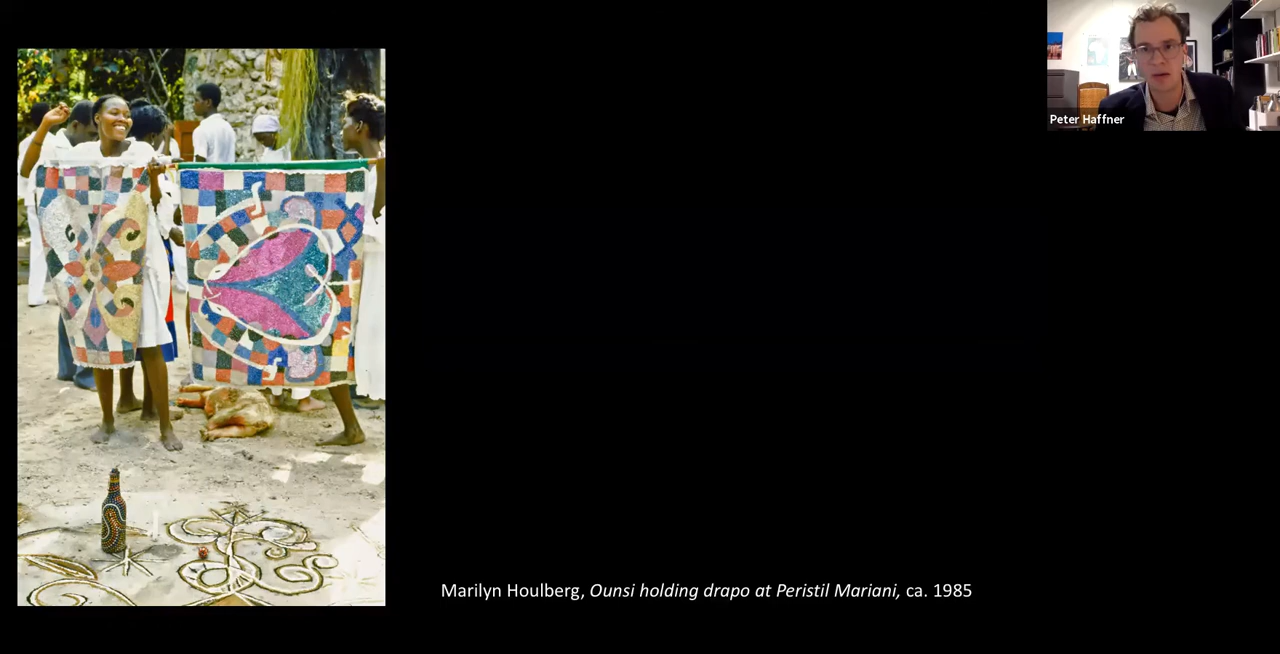 Peter Haffner
Marilyn Houlberg, Ounsi holding drapo at Peristil Mariani, ca. 1985